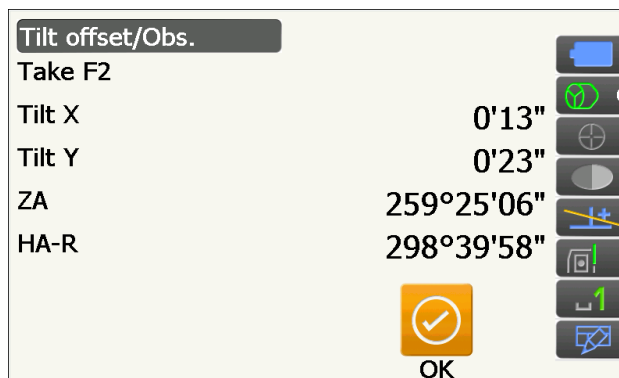 Tilt offset/Obs.
Take F2
Tilt X 0'13"
Tilt Y 0'23"
ZA 259°25'06"
HA-R 298°39'58"
1
OK